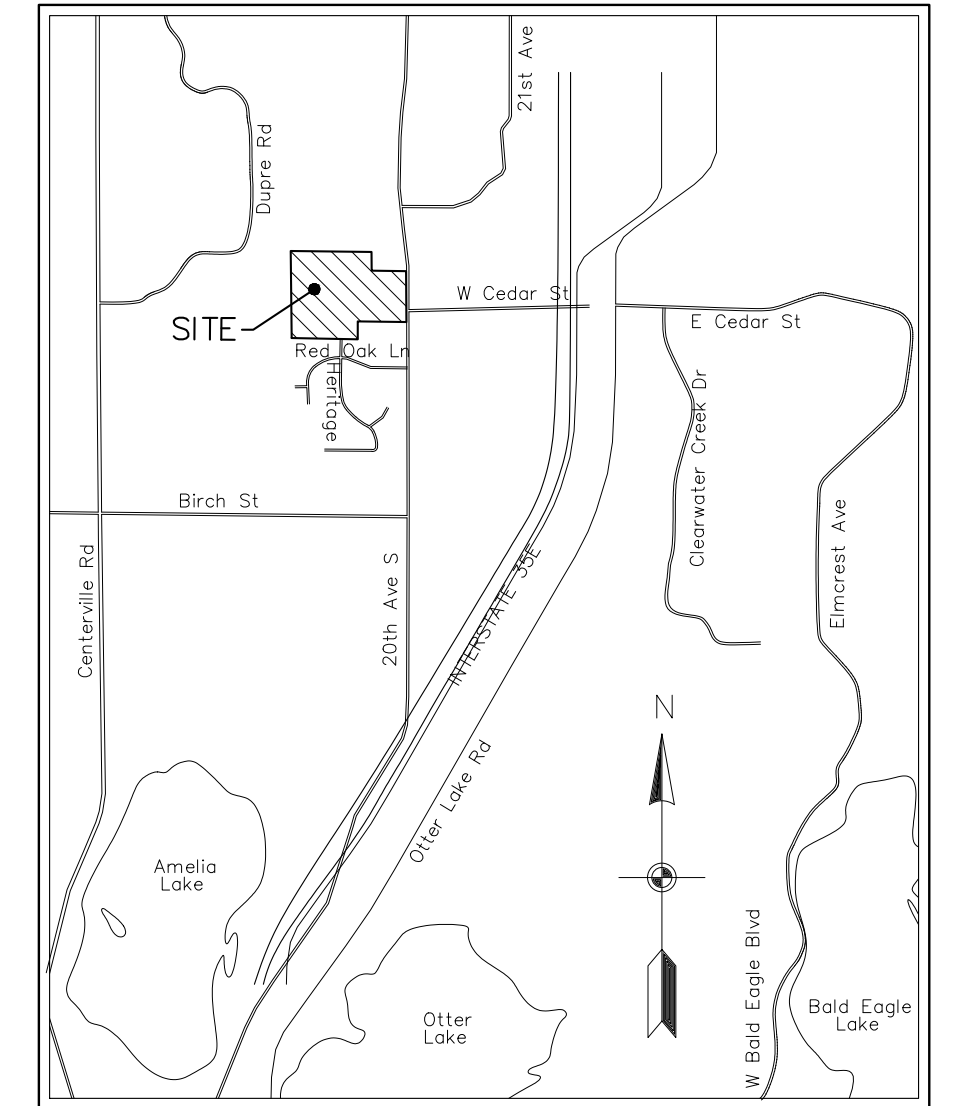 21st Ave
Dupre Rd
W Cedar St
E Cedar St
SITE
Red Oak Ln
Heritage
Clearwater Creek Dr
Birch St
Elmcrest Ave
Centerville Rd
20th Ave S
INTERSTATE 35E
N
Otter Lake Rd
Amelia
Lake
W Bald Eagle Blvd
Bald Eagle
Lake
Otter
Lake